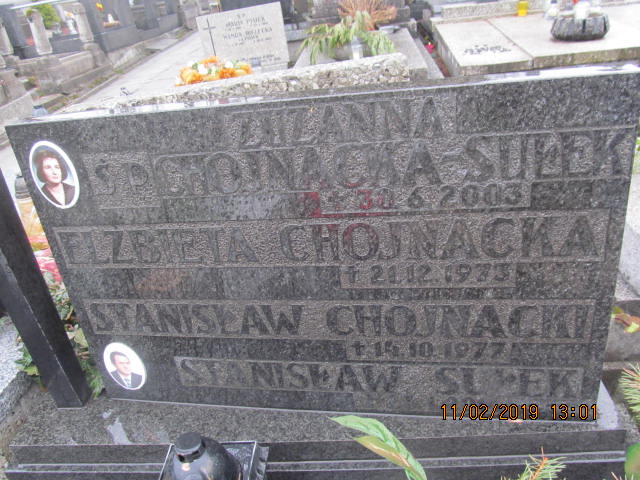 ZUZANNA
Ś.P. CHOJNACKA-SUŁEK
† 30.6.2003
ELŻBIETA CHOJNACKA
† 21.12.1973
STANISŁAW CHOJNACKI
† 14.10.1977
STANISŁAW SUŁEK
11/02/2019 13:01